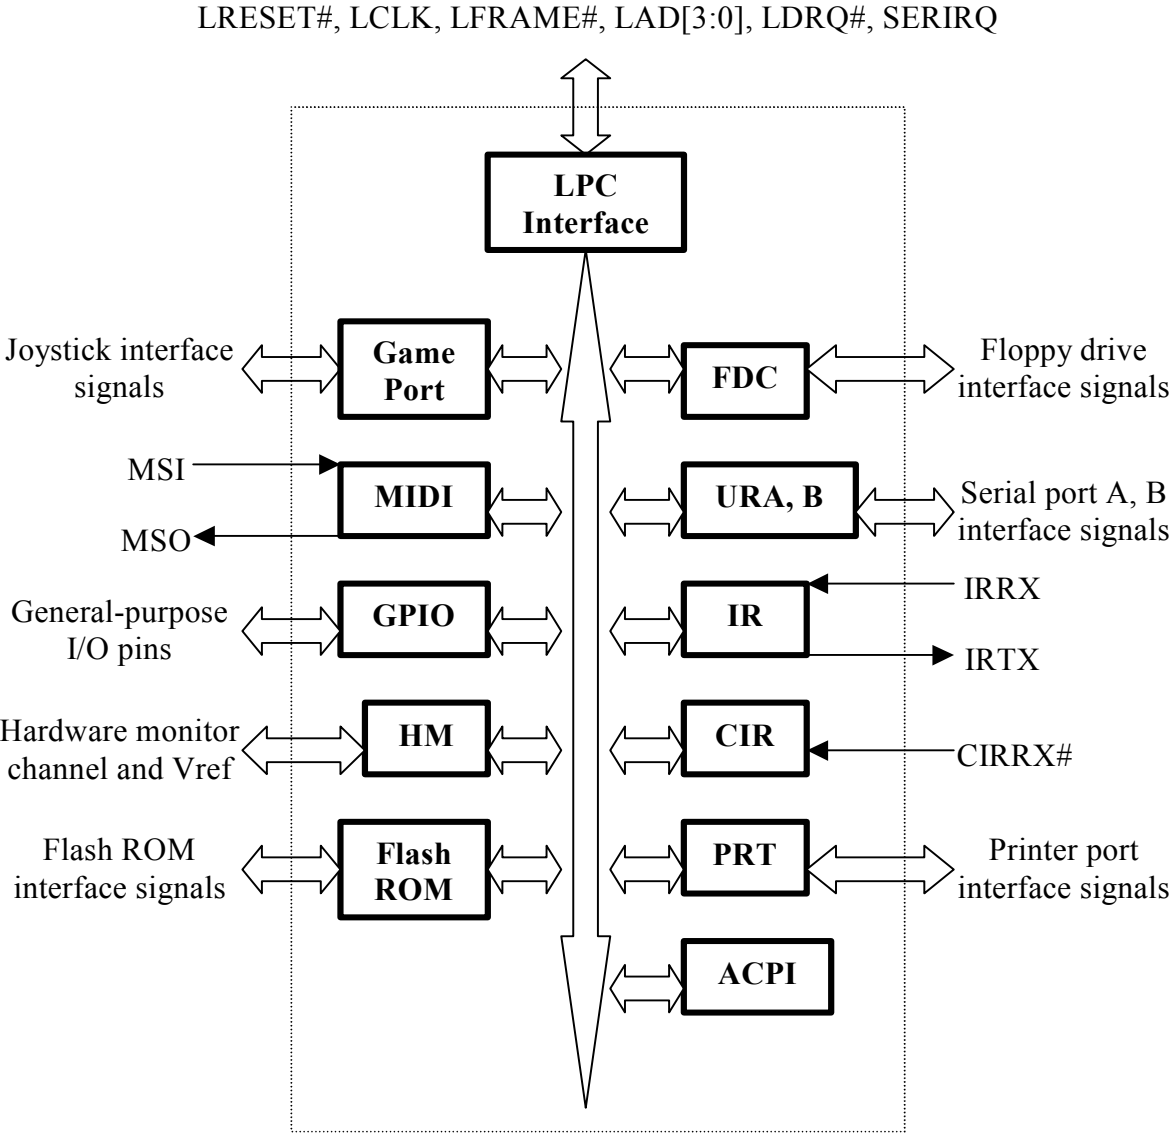 LRESET#, LCLK, LFRAME#, LAD[3:0], LDRQ#, SERIRQ
LPC
Interface
Joystick interface
signals
Game
Port
FDC
Floppy drive
interface signals
MSI
MSO
MIDI
URA, B
Serial port A, B
interface signals
General-purpose
I/O pins
GPIO
IR
IRRX
IRTX
Hardware monitor
channel and Vref
HM
CIR
CIRRX#
Flash ROM
interface signals
Flash
ROM
PRT
Printer port
interface signals
ACPI